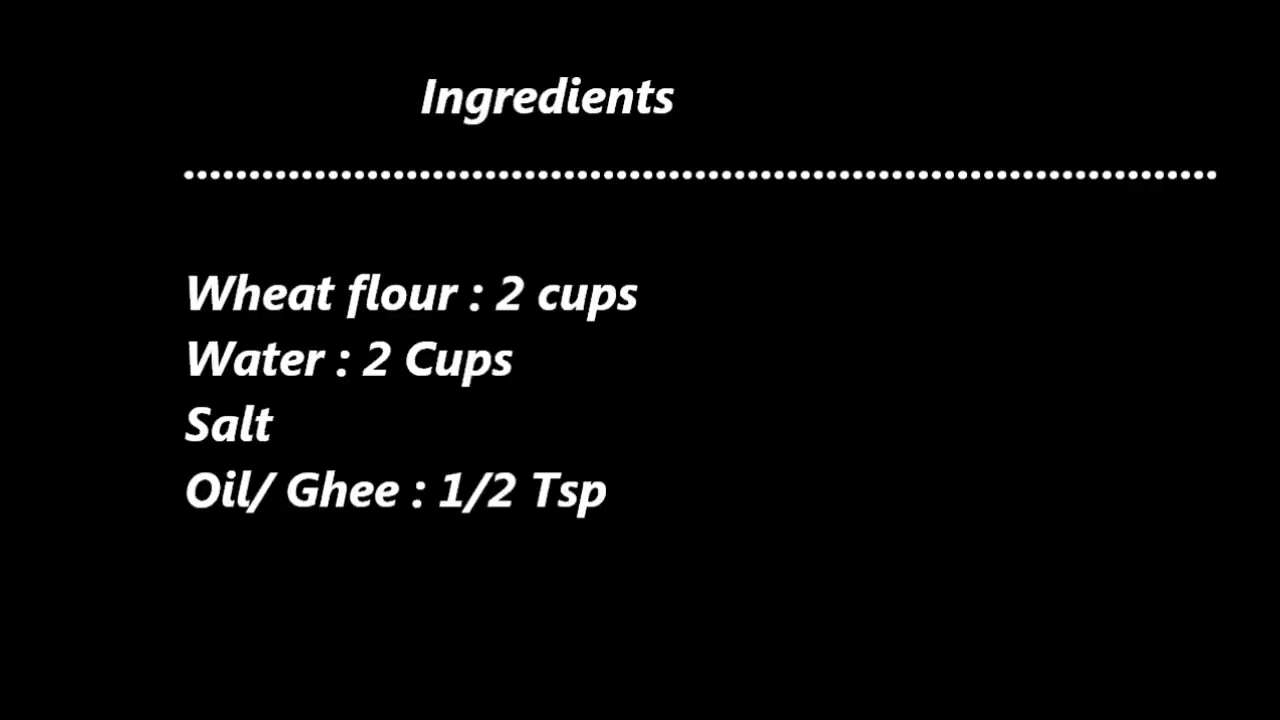 Ingredients
...............................................................................
Wheat flour : 2 cups
Water : 2 Cups
Salt
Oil/ Ghee : 1/2 Tsp